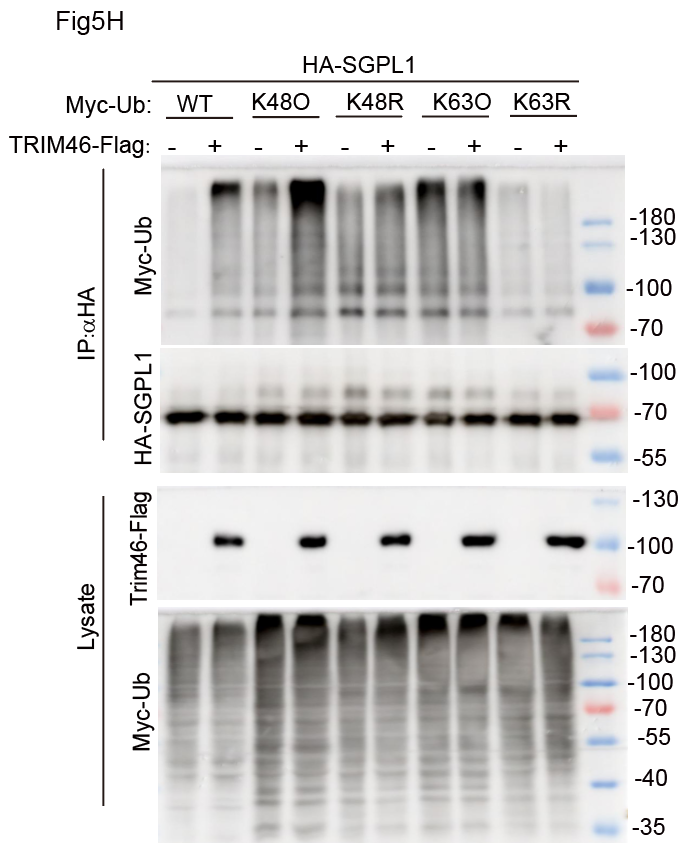 Fig5H
HA-SGPL1
Myc-Ub: WT K48O K48R K63O K63R
TRIM46-Flag: - + - + - + - + - +
IP:αHA
Myc-Ub
-180
-130
-100
-70
HA-SGPL1
-100
-70
-55
Lysate
Trim46-Flag
-130
-100
-70
Myc-Ub
-180
-130
-100
-70
-55
-40
-35